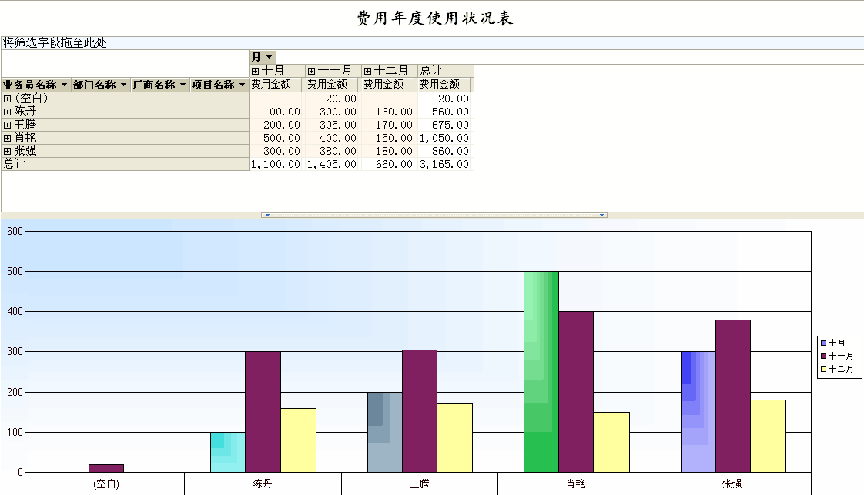 费用年度使用状况表
将筛选字段拖至此处
月
十月 十一月 十二月 总计
业务员名称 部门名称 厂商名称 项目名称 费用金额 费用金额 费用金额 费用金额
(空白) 20.00 20.00
陈丹 100.00 300.00 160.00 560.00
王腾 200.00 305.00 170.00 675.00
肖艳 500.00 400.00 150.00 1,050.00
张强 300.00 380.00 180.00 860.00
总计 1,100.00 1,405.00 660.00 3,165.00
600
500
400
300
200
100
0
十月
十一月
十二月
(空白) 陈丹 王腾 肖艳 张强